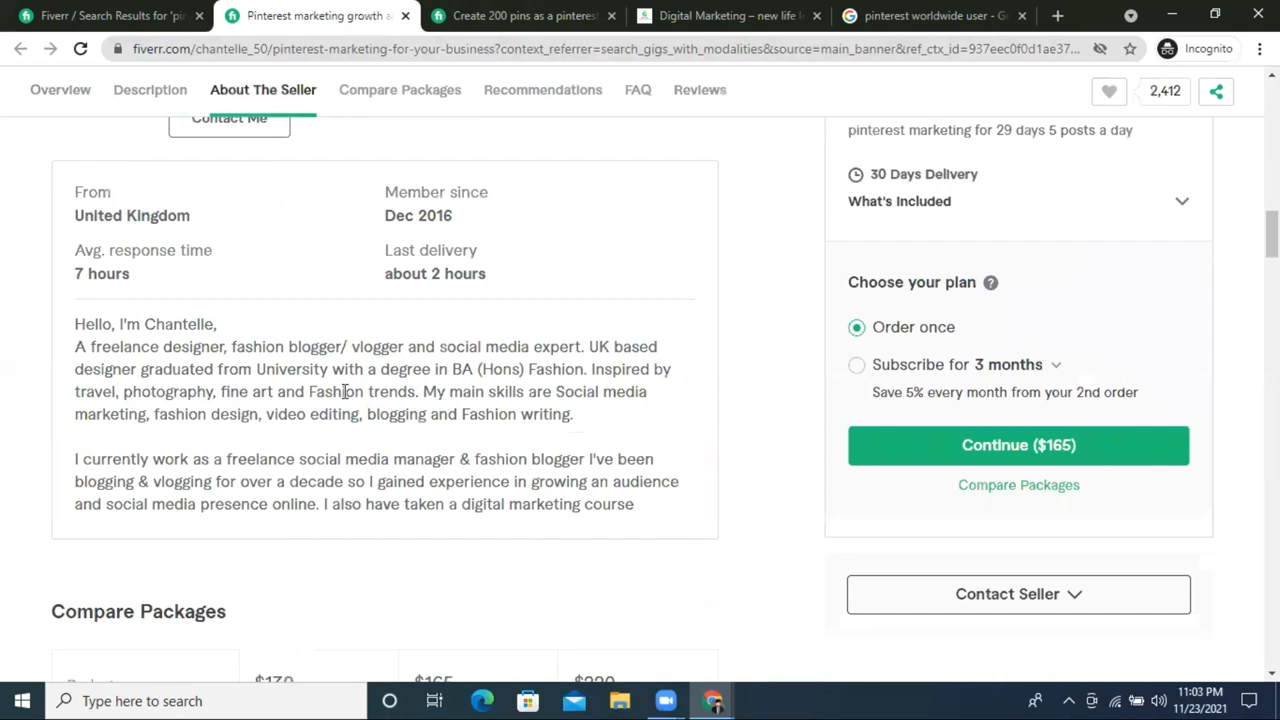 Fiverr / Search Results for 'pin
Pinterest marketing growth a
Create 200 pins as a pinterest
Digital Marketing – new life
pinterest worldwide user - G
fiverr.com/chantelle_50/pinterest-marketing-for-your-business?context_referrer=search_gigs_with_modalities&source=main_banner&ref_ctx_id=937eec0f0d1ae37...
Incognito
Overview
Description
About The Seller
Compare Packages
Recommendations
FAQ
Reviews
2,412
Contact Me
pinterest marketing for 29 days 5 posts a day
30 Days Delivery
What's Included
From
United Kingdom
Member since
Dec 2016
Avg. response time
7 hours
Last delivery
about 2 hours
Hello, I'm Chantelle,
A freelance designer, fashion blogger/ vlogger and social media expert. UK based
designer graduated from University with a degree in BA (Hons) Fashion. Inspired by
travel, photography, fine art and Fashion trends. My main skills are Social media
marketing, fashion design, video editing, blogging and Fashion writing.
I currently work as a freelance social media manager & fashion blogger I've been
blogging & vlogging for over a decade so I gained experience in growing an audience
and social media presence online. I also have taken a digital marketing course
Choose your plan
Order once
Subscribe for 3 months
Save 5% every month from your 2nd order
Continue ($165)
Compare Packages
Contact Seller
Compare Packages
$130
$165
$220
Type here to search
11:03 PM
11/23/2021